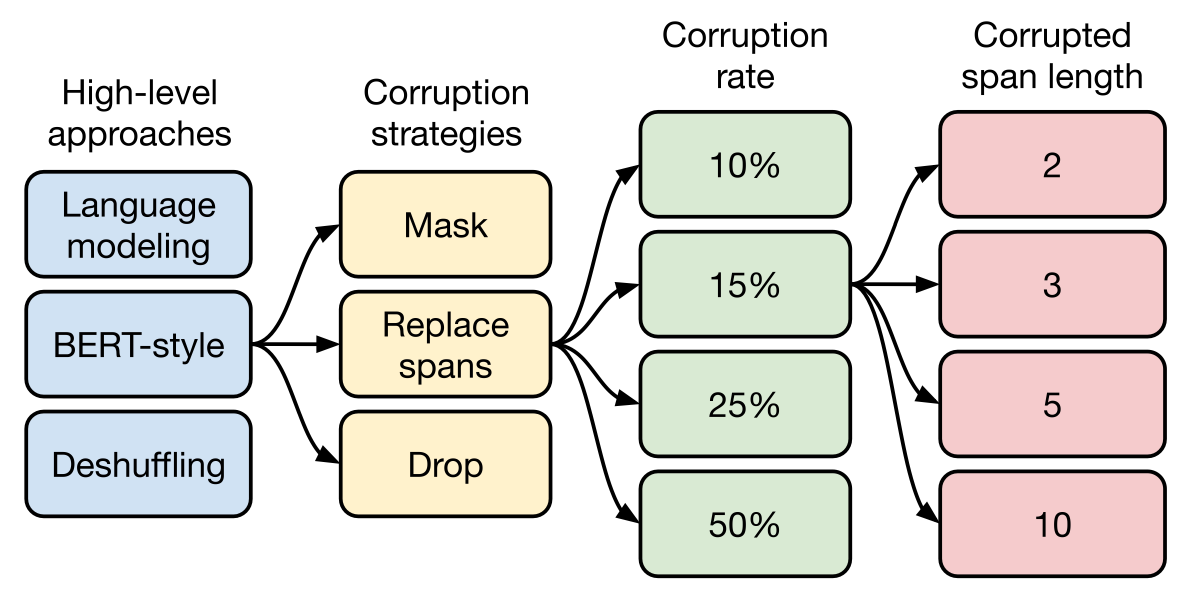 High-level
approaches
Language
modeling
BERT-style
Deshuffling
Corruption
strategies
Mask
Replace
spans
Drop
Corruption
rate
10%
15%
25%
50%
Corrupted
span length
2
3
5
10